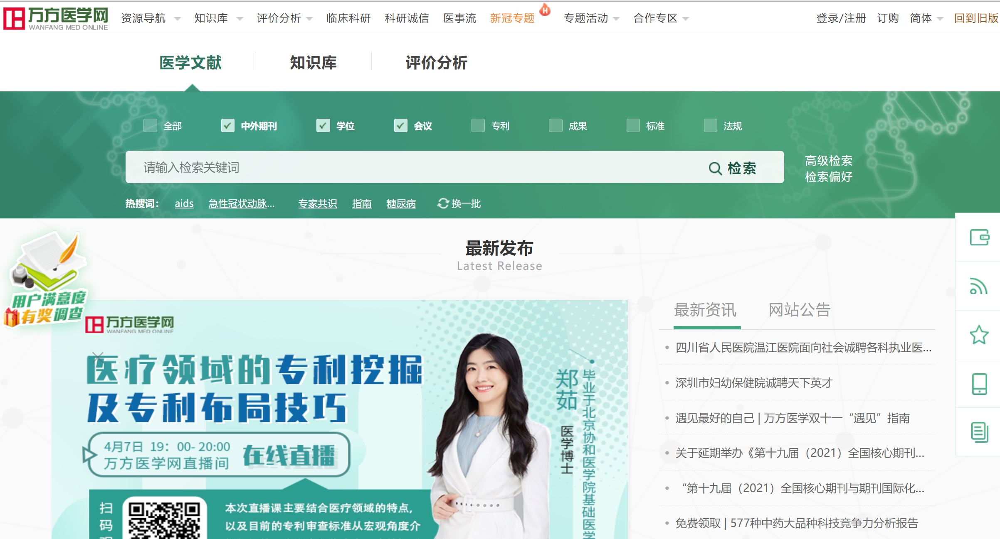 万方医学网
WANFANG MED ONLINE
资源导航 知识库 评价分析 临床科研 科研诚信 医事流 新冠专题 H 专题活动 合作专区 登录/注册 订购 简体 回到旧版
医学文献 知识库 评价分析
全部 中外期刊 学位 会议 专利 成果 标准 法规
请输入检索关键词 检索
高级检索
检索偏好
热搜词： aids 急性冠状动脉... 专家共识 指南 糖尿病 换一批
最新发布
Latest Release
用户满意度
有奖调查
万方医学网
WANFANG MED ONLINE
医疗领域的专利挖掘
及专利布局技巧
4月7日 19：00-20:00
万方医学网直播间
在线直播
扫码
本次直播课主要结合医疗领域的特点,
以及目前的专利审查标准从宏观角度介
郑茹
医学博士
毕业于北京协和医学院基础医学
最新资讯 网站公告
四川省人民医院温江医院面向社会诚聘各科执业医...
深圳市妇幼保健院诚聘天下英才
遇见最好的自己 | 万方医学双十一“遇见”指南
关于延期举办《第十九届（2021）全国核心期刊...
“第十九届（2021）全国核心期刊与期刊国际化...
免费领取 | 577种中药大品种科技竞争力分析报告